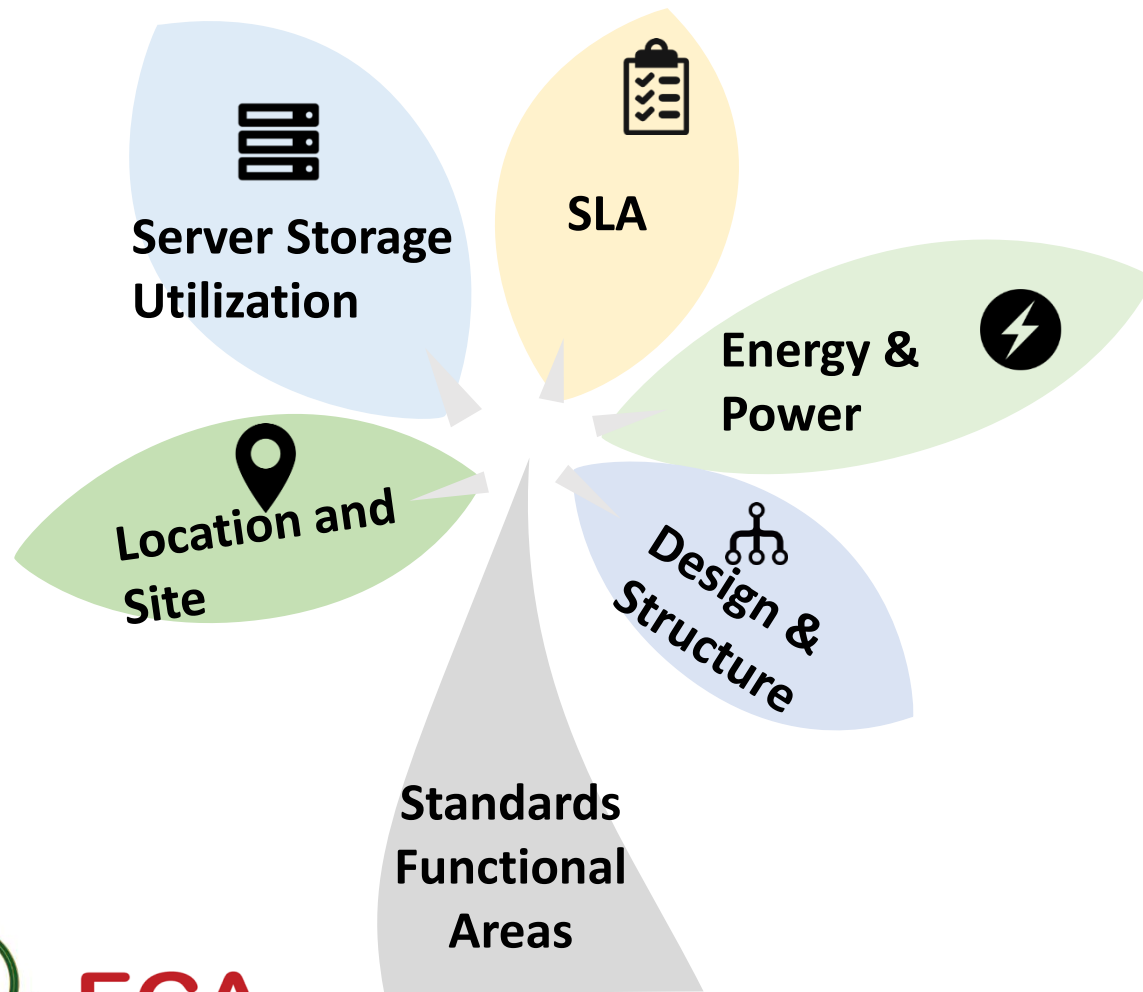 SLA
Server Storage
Utilization
Energy &
Power
Location and
Site
Design &
Structure
Standards
Functional
Areas